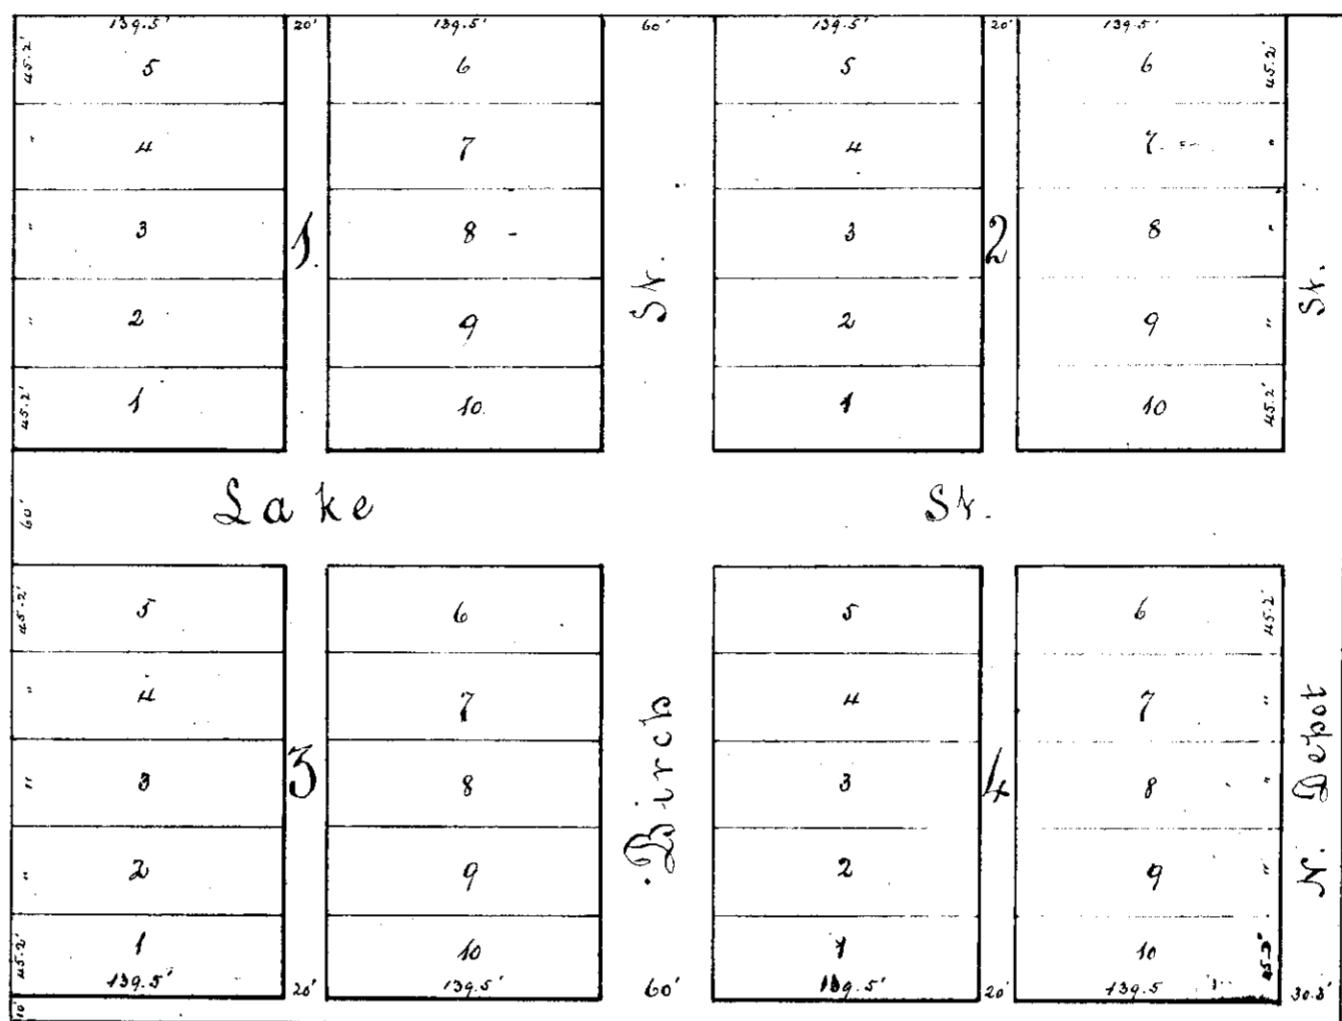 139.5' 20' 139.5' 60' 139.5' 20' 139.5'
45.2' 5 6 5 6 45.2'
" 4 7 4 7 "
" 3 8 3 8 "
1 2
" 2 9 2 9 "
St. St.
45.2' 1 10 1 10 45.2'
60' Lake St.
45.2' 5 6 5 6 45.2'
" 4 7 4 7 "
" 3 8 3 8 "
3 4
Birch N. Depot
" 2 9 2 9 "
45.2' 1 10 1 10 45.2'
139.5' 20' 139.5' 60' 139.5' 20' 139.5 30.8'
10'